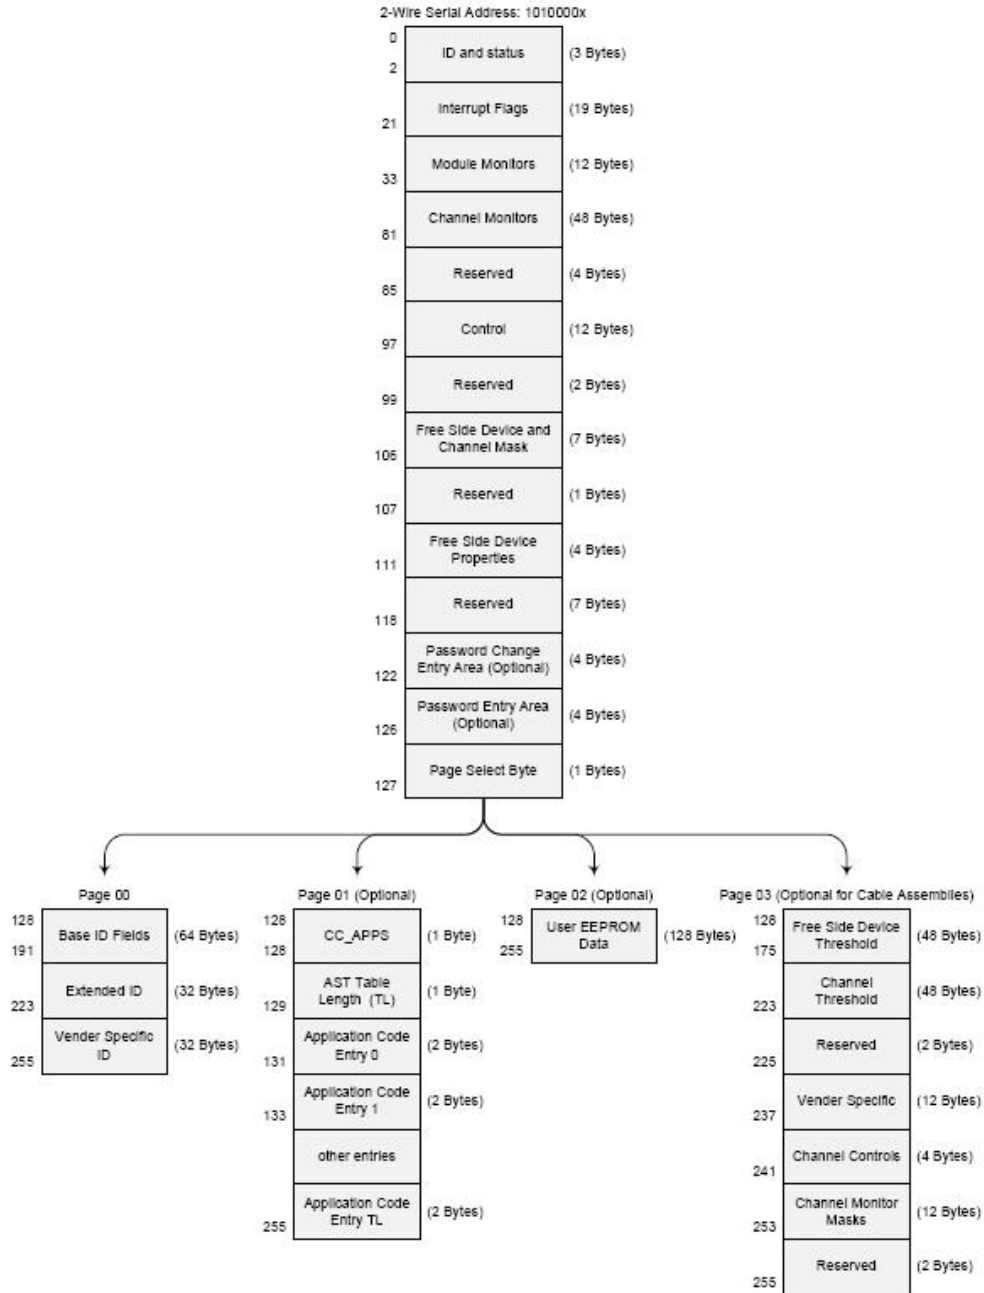 2-Wire Serial Address: 1010000x
0
ID and status (3 Bytes)
2
Interrupt Flags (19 Bytes)
21
Module Monitors (12 Bytes)
33
Channel Monitors (48 Bytes)
81
Reserved (4 Bytes)
85
Control (12 Bytes)
97
Reserved (2 Bytes)
99
Free Side Device and
Channel Mask
(7 Bytes)
106
Reserved (1 Bytes)
107
Free Side Device
Properties
(4 Bytes)
111
Reserved (7 Bytes)
118
Password Change
Entry Area (Optional)
(4 Bytes)
122
Password Entry Area
(Optional)
(4 Bytes)
126
Page Select Byte (1 Bytes)
127
Page 00
128
Base ID Fields (64 Bytes)
191
Extended ID (32 Bytes)
223
Vender Specific
ID
(32 Bytes)
255
Page 01 (Optional)
128
CC_APPS (1 Byte)
128
AST Table
Length (TL)
(1 Byte)
129
Application Code
Entry 0
(2 Bytes)
131
Application Code
Entry 1
(2 Bytes)
133
other entries
Application Code
Entry TL
(2 Bytes)
255
Page 02 (Optional)
128
User EEPROM
Data
(128 Bytes)
255
Page 03 (Optional for Cable Assemblies)
128
Free Side Device
Threshold
(48 Bytes)
175
Channel
Threshold
(48 Bytes)
223
Reserved (2 Bytes)
225
Vender Specific (12 Bytes)
237
Channel Controls (4 Bytes)
241
Channel Monitor
Masks
(12 Bytes)
253
Reserved (2 Bytes)
255